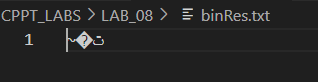 CPPT_LABS > LAB_08 > binRes.txt
1 ~�ت